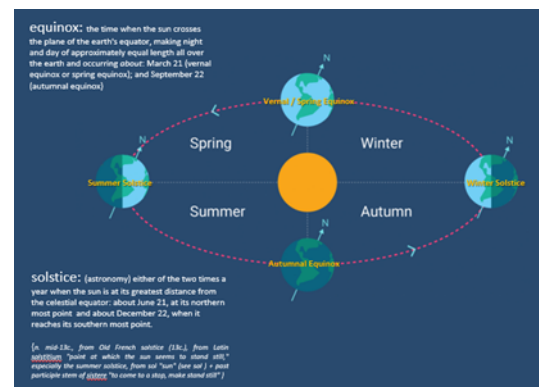 equinox: the time when the sun crosses
the plane of the earth's equator, making night
and day of approximately equal length all over
the earth and occurring about: March 21 (vernal
equinox or spring equinox); and September 22
(autumnal equinox)
N
Vernal / Spring Equinox
Spring
Winter
N
N
Summer Solstice
Winter Solstice
Summer
Autumn
N
Autumnal Equinox
solstice: (astronomy) either of the two times a
year when the sun is at its greatest distance from
the celestial equator: about June 21, at its northern
most point and about December 22, when it
reaches its southern most point.
{n. mid-13c., from Old French solstice (13c.), from Latin
solstitium "point at which the sun seems to stand still,"
especially the summer solstice, from sol "sun" (see sol ) + past
participle stem of sistere "to come to a stop, make stand still" }